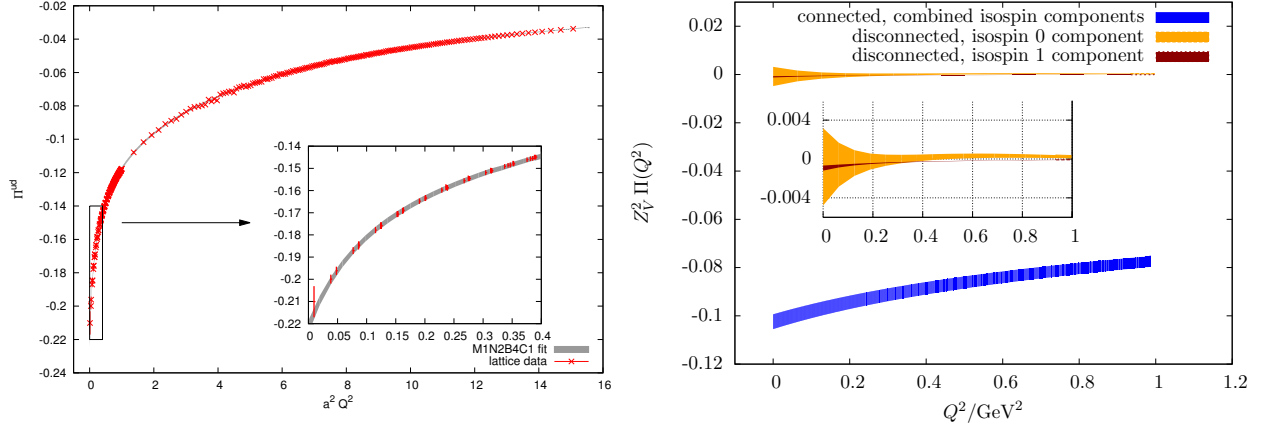 -0.02
-0.04
-0.06
-0.08
-0.1
-0.12
-0.14
-0.16
-0.18
-0.2
-0.22
-0.24
Π^ud
0 2 4 6 8 10 12 14 16
a² Q²
-0.14
-0.15
-0.16
-0.17
-0.18
-0.19
-0.2
-0.21
-0.22
0 0.05 0.1 0.15 0.2 0.25 0.3 0.35 0.4
M1N2B4C1 fit
lattice data
connected, combined isospin components
disconnected, isospin 0 component
disconnected, isospin 1 component
0.02
0
-0.02
-0.04
-0.06
-0.08
-0.1
-0.12
Z_V^2 Π(Q²)
0.004
0
-0.004
0 0.2 0.4 0.6 0.8 1
0 0.2 0.4 0.6 0.8 1 1.2
Q²/GeV²